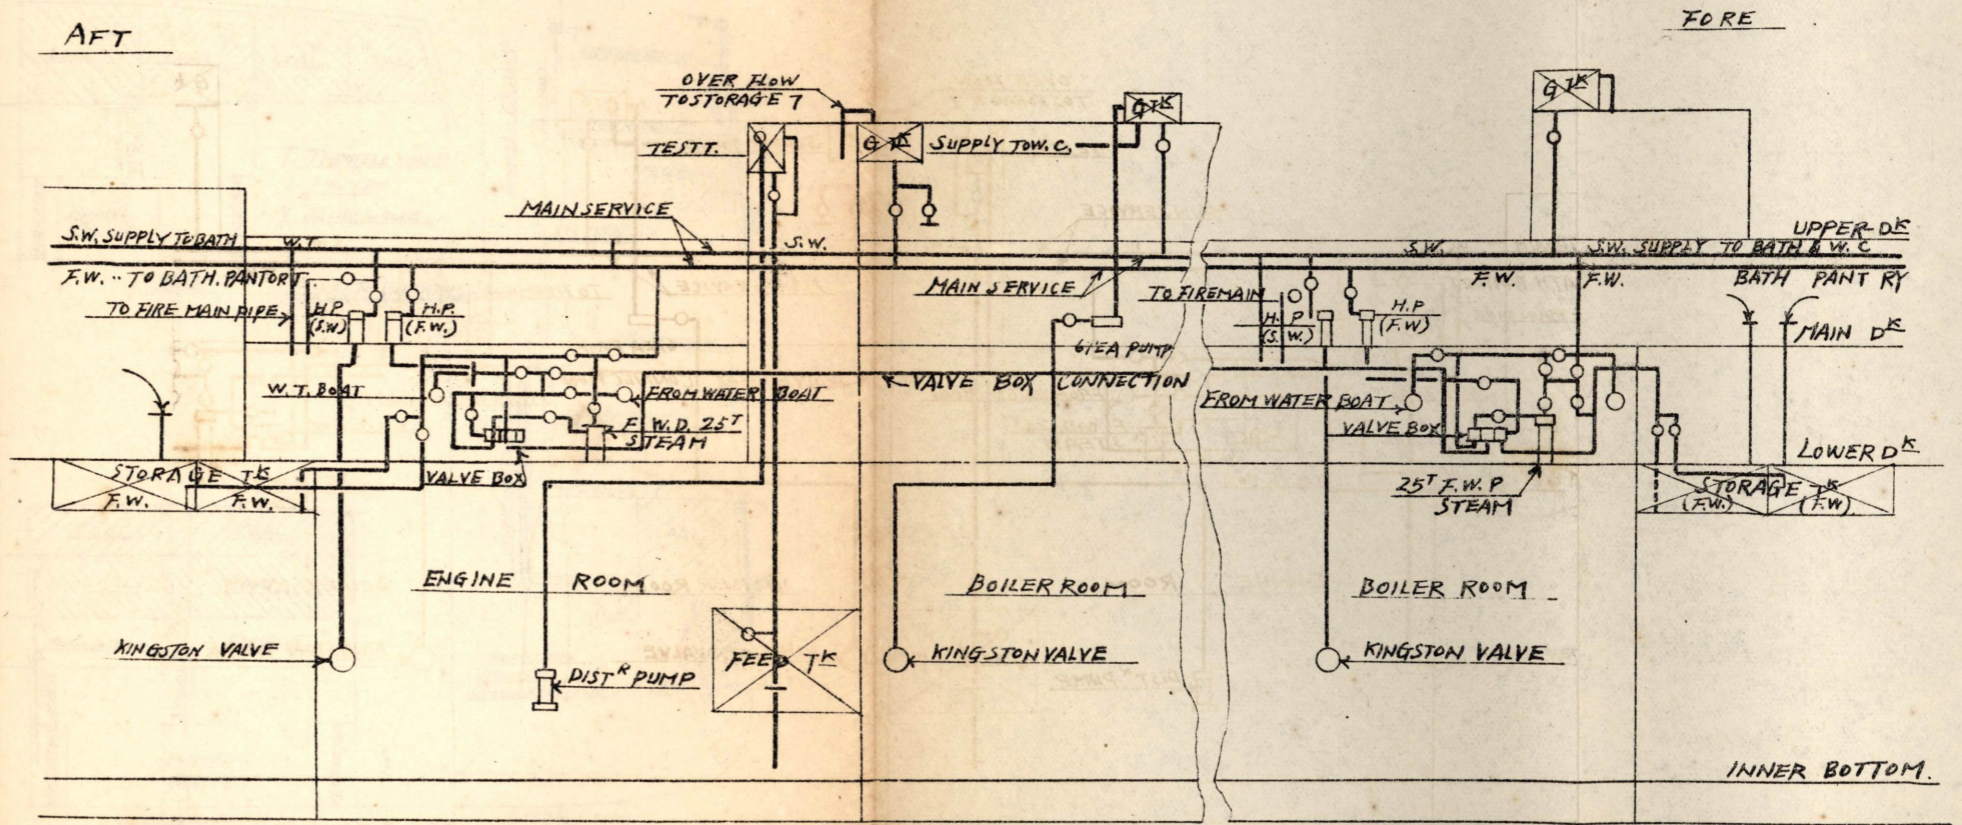 AFT
FORE
OVER FLOW
TO STORAGE T
G TK
G TK
TEST T.
G TK
SUPPLY TO W.C.
MAIN SERVICE
S.W. SUPPLY TO BATH
W.T
S.W.
S.W.
UPPER-DK
S.W. SUPPLY TO BATH & W.C
F.W. " TO BATH. PANTORT
MAIN SERVICE
F.W.
F.W.
BATH PANTRY
TO FIRE MAIN PIPE
H.P
(S.W)
H.P.
(F.W.)
TO FIREMAIN
H.P
(S.W.)
H.P
(F.W)
MAIN DK
PUMP
W.T. BOAT
FROM WATER BOAT
VALVE BOX CONNECTION
FROM WATER BOAT
F.W.D. 25T
STEAM
VALVE BOX
LOWER DK
STORAGE TK
F.W.
F.W.
VALVE BOX
25T F.W.P
STEAM
STORAGE TK
(F.W.)
(F.W)
ENGINE ROOM
BOILER ROOM
BOILER ROOM
KINGSTON VALVE
DISTR PUMP
FEED TK
KINGSTON VALVE
KINGSTON VALVE
INNER BOTTOM.